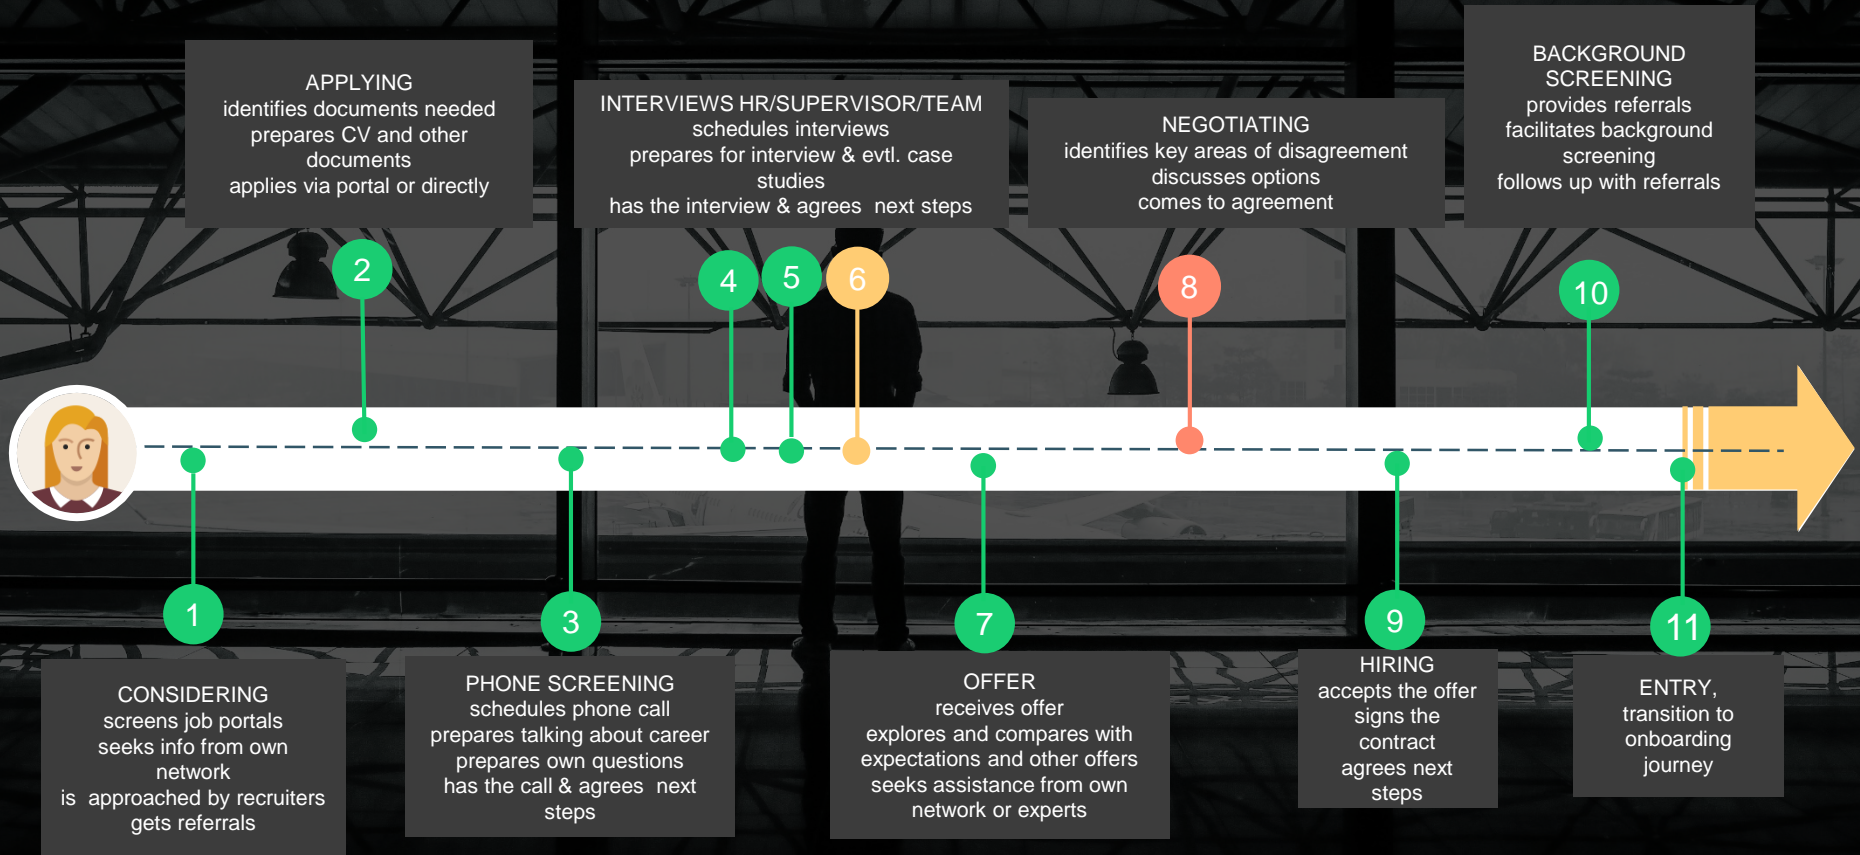 APPLYING
identifies documents needed
prepares CV and other
documents
applies via portal or directly
INTERVIEWS HR/SUPERVISOR/TEAM
schedules interviews
prepares for interview & evtl. case
studies
has the interview & agrees  next steps
NEGOTIATING
identifies key areas of disagreement
discusses options
comes to agreement
BACKGROUND
SCREENING
provides referrals
facilitates background
screening
follows up with referrals
2
4
5
6
8
10
1
3
7
9
11
CONSIDERING
screens job portals
seeks info from own
network
is  approached by recruiters
gets referrals
PHONE SCREENING
schedules phone call
prepares talking about career
prepares own questions
has the call & agrees  next
steps
OFFER
receives offer
explores and compares with
expectations and other offers
seeks assistance from own
network or experts
HIRING
accepts the offer
signs the
contract
agrees next
steps
ENTRY,
transition to
onboarding
journey